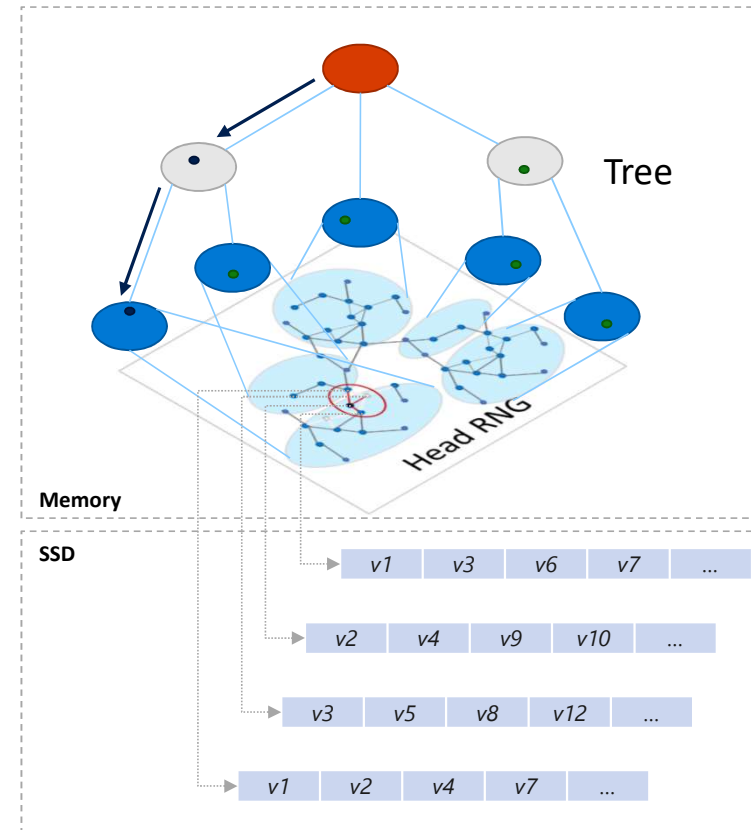 Tree
Head RNG
Memory
SSD
v1 v3 v6 v7 ...
v2 v4 v9 v10 ...
v3 v5 v8 v12 ...
v1 v2 v4 v7 ...